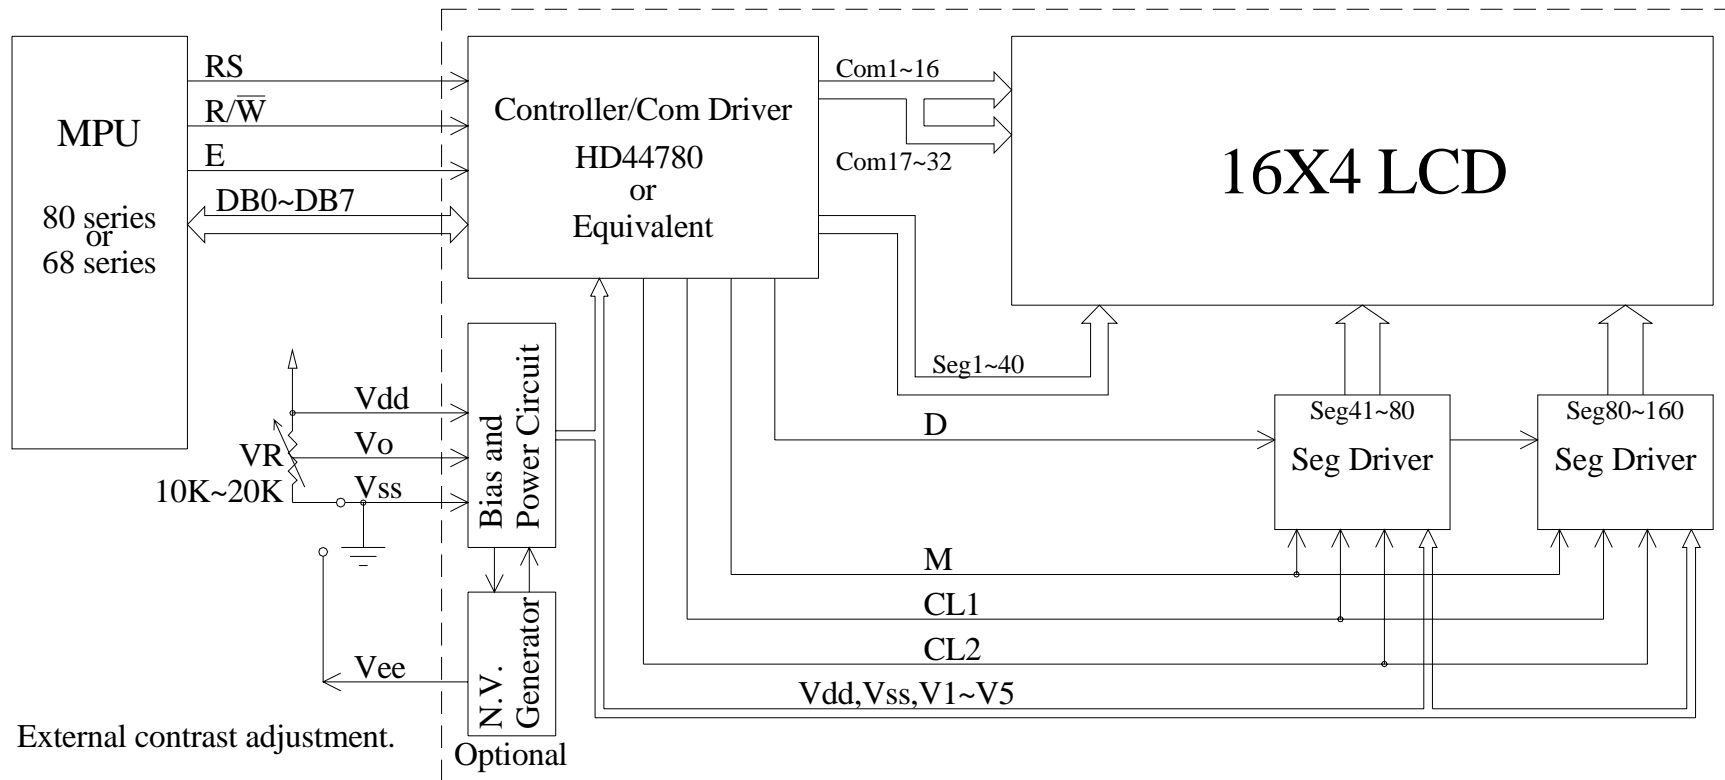 MPU
80 series
or
68 series
RS
R/W̅
E
DB0~DB7
Controller/Com Driver
HD44780
or
Equivalent
Com1~16
Com17~32
16X4 LCD
Seg1~40
Vdd
Vo
VR
10K~20K
Vss
Bias and
Power Circuit
D
Seg41~80
Seg Driver
Seg80~160
Seg Driver
M
CL1
CL2
Vee
N.V.
Generator
Vdd,Vss,V1~V5
External contrast adjustment.
Optional